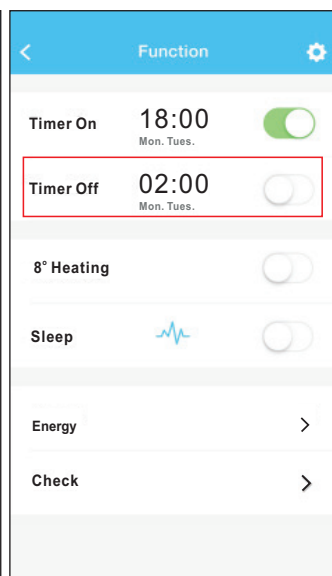 Function
Timer On 18:00
Mon. Tues.
Timer Off 02:00
Mon. Tues.
8° Heating
Sleep
Energy
Check